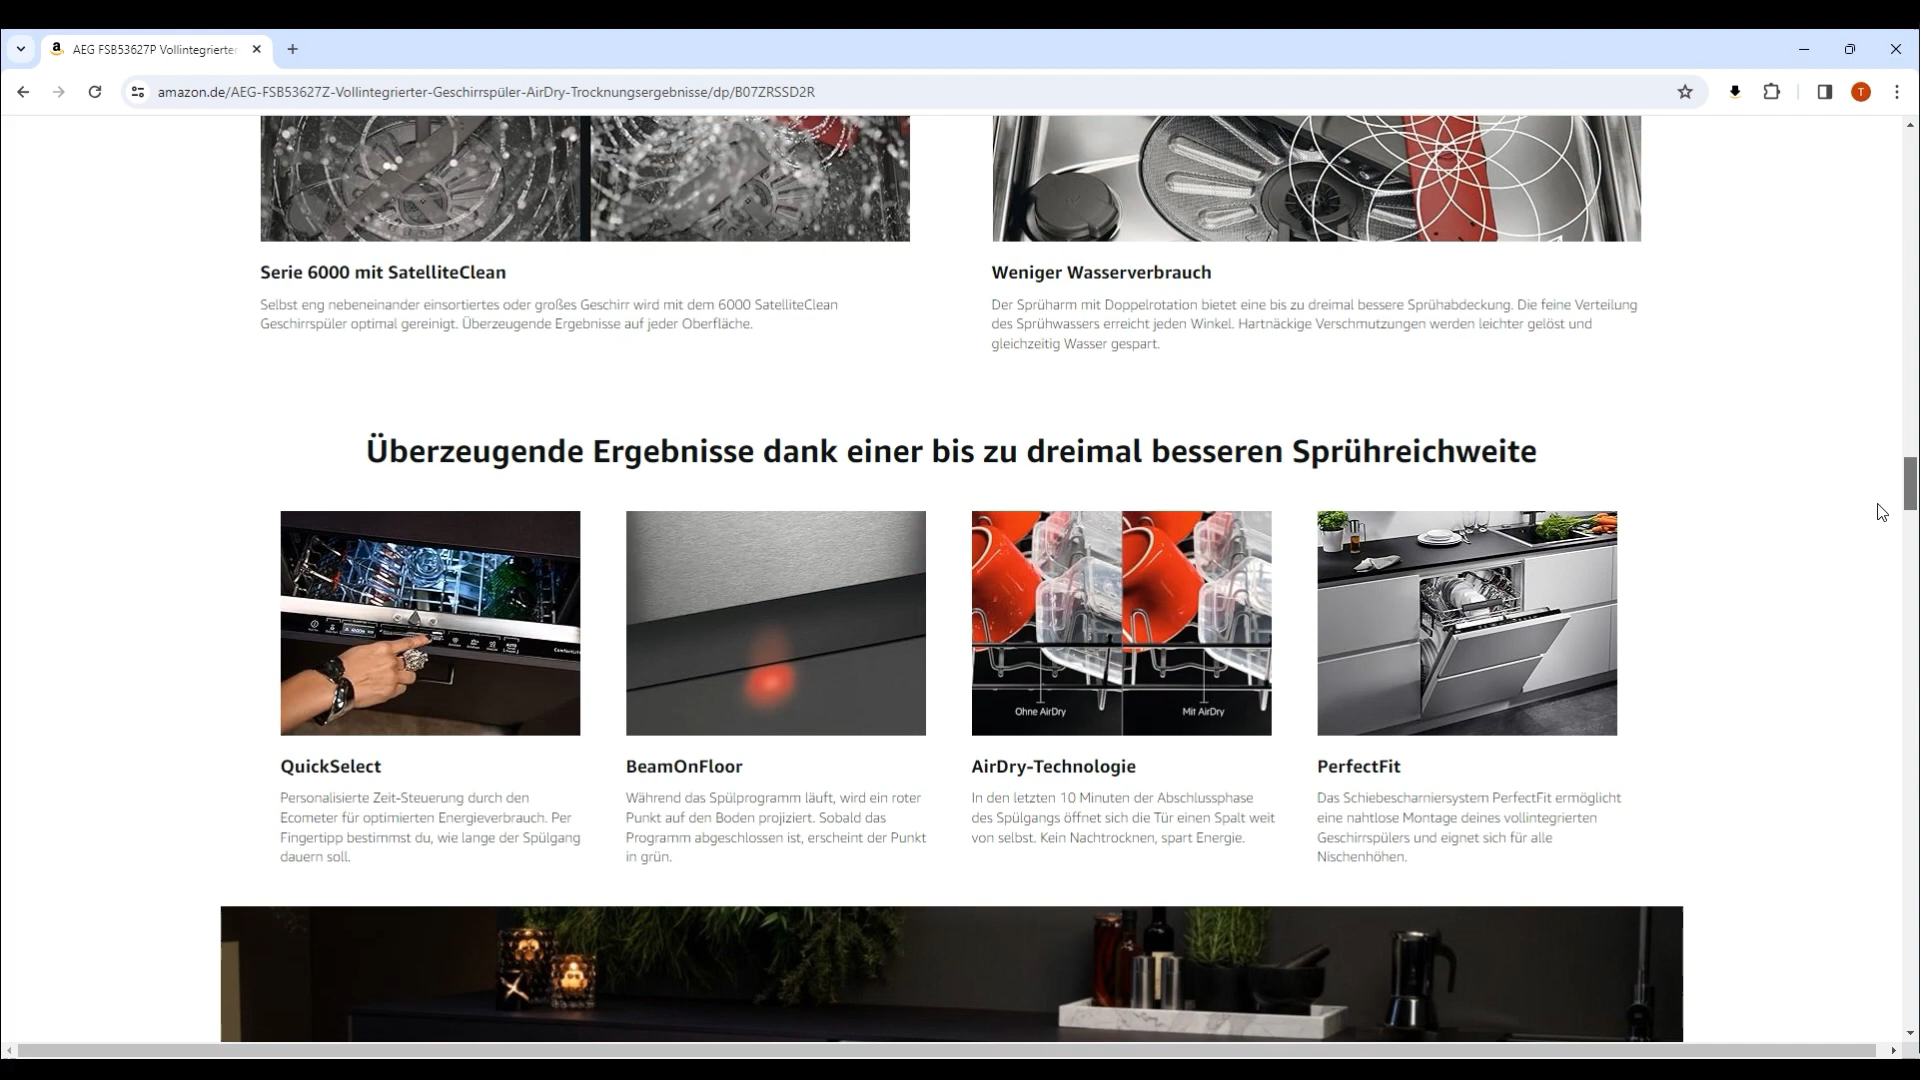 AEG FSB53627P Vollintegrierter
amazon.de/AEG-FSB53627Z-Vollintegrierter-Geschirrspüler-AirDry-Trocknungsergebnisse/dp/B07ZRSSD2R
T
Serie 6000 mit SatelliteClean
Selbst eng nebeneinander einsortiertes oder großes Geschirr wird mit dem 6000 SatelliteClean
Geschirrspüler optimal gereinigt. Überzeugende Ergebnisse auf jeder Oberfläche.
Weniger Wasserverbrauch
Der Sprüharm mit Doppelrotation bietet eine bis zu dreimal bessere Sprühabdeckung. Die feine Verteilung
des Sprühwassers erreicht jeden Winkel. Hartnäckige Verschmutzungen werden leichter gelöst und
gleichzeitig Wasser gespart.
Überzeugende Ergebnisse dank einer bis zu dreimal besseren Sprühreichweite
Ohne AirDry
Mit AirDry
QuickSelect
Personalisierte Zeit-Steuerung durch den
Ecometer für optimierten Energieverbrauch. Per
Fingertipp bestimmst du, wie lange der Spülgang
dauern soll.
BeamOnFloor
Während das Spülprogramm läuft, wird ein roter
Punkt auf den Boden projiziert. Sobald das
Programm abgeschlossen ist, erscheint der Punkt
in grün.
AirDry-Technologie
In den letzten 10 Minuten der Abschlussphase
des Spülgangs öffnet sich die Tür einen Spalt weit
von selbst. Kein Nachtrocknen, spart Energie.
PerfectFit
Das Schiebescharniersystem PerfectFit ermöglicht
eine nahtlose Montage deines vollintegrierten
Geschirrspülers und eignet sich für alle
Nischenhöhen.